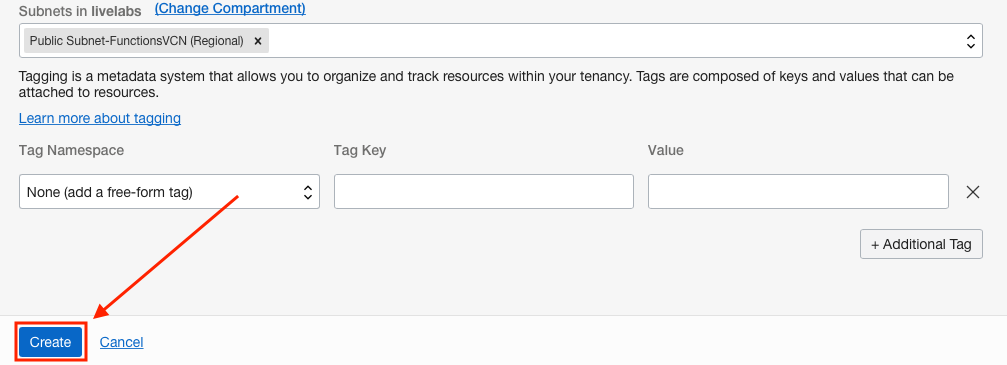 Subnets in livelabs (Change Compartment)
Public Subnet-FunctionsVCN (Regional) ×
Tagging is a metadata system that allows you to organize and track resources within your tenancy. Tags are composed of keys and values that can be
attached to resources.
Learn more about tagging
Tag Namespace Tag Key Value
None (add a free-form tag)
+ Additional Tag
Create Cancel